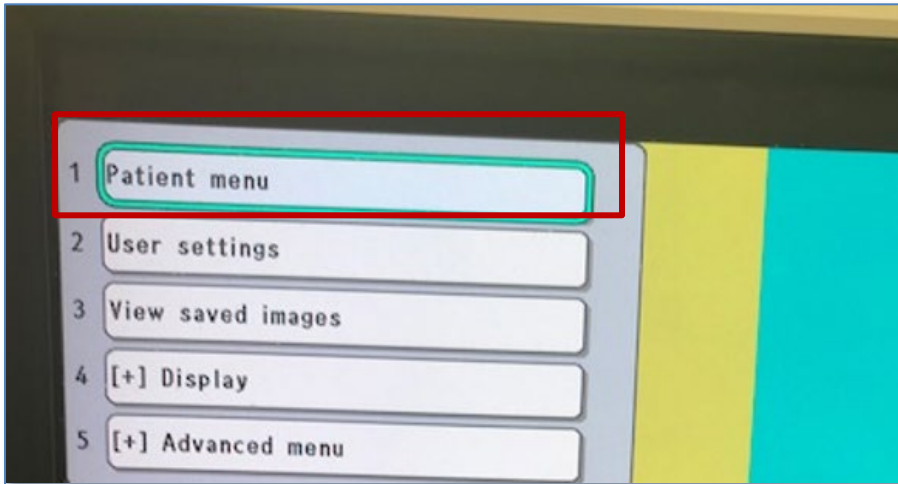 1 Patient menu
2 User settings
3 View saved images
4 [+] Display
5 [+] Advanced menu